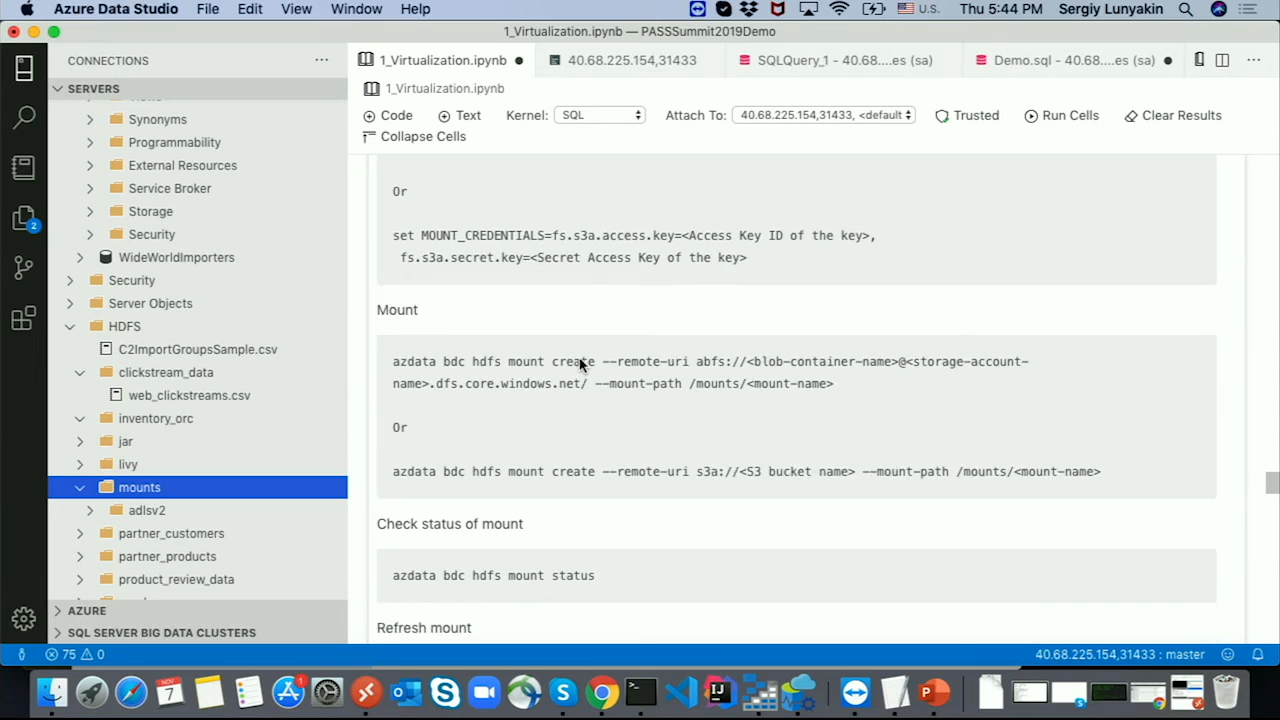 Azure Data Studio File Edit View Window Help U.S. Thu 5:44 PM Sergiy Lunyakin
1_Virtualization.ipynb — PASSSummit2019Demo
CONNECTIONS
SERVERS
Synonyms
Programmability
External Resources
Service Broker
Storage
Security
WideWorldImporters
Security
Server Objects
HDFS
C2ImportGroupsSample.csv
clickstream_data
web_clickstreams.csv
inventory_orc
jar
livy
mounts
adlsv2
partner_customers
partner_products
product_review_data
AZURE
SQL SERVER BIG DATA CLUSTERS
2
1_Virtualization.ipynb 40.68.225.154,31433 SQLQuery_1 - 40.68....es (sa) Demo.sql - 40.68....es (sa)
1_Virtualization.ipynb
Code Text Kernel: SQL Attach To: 40.68.225.154,31433, <default Trusted Run Cells Clear Results
Collapse Cells
Or
set MOUNT_CREDENTIALS=fs.s3a.access.key=<Access Key ID of the key>,
fs.s3a.secret.key=<Secret Access Key of the key>
Mount
azdata bdc hdfs mount create --remote-uri abfs://<blob-container-name>@<storage-account-
name>.dfs.core.windows.net/ --mount-path /mounts/<mount-name>
Or
azdata bdc hdfs mount create --remote-uri s3a://<S3 bucket name> --mount-path /mounts/<mount-name>
Check status of mount
azdata bdc hdfs mount status
Refresh mount
75 0 40.68.225.154,31433 : master
NOV
7
1